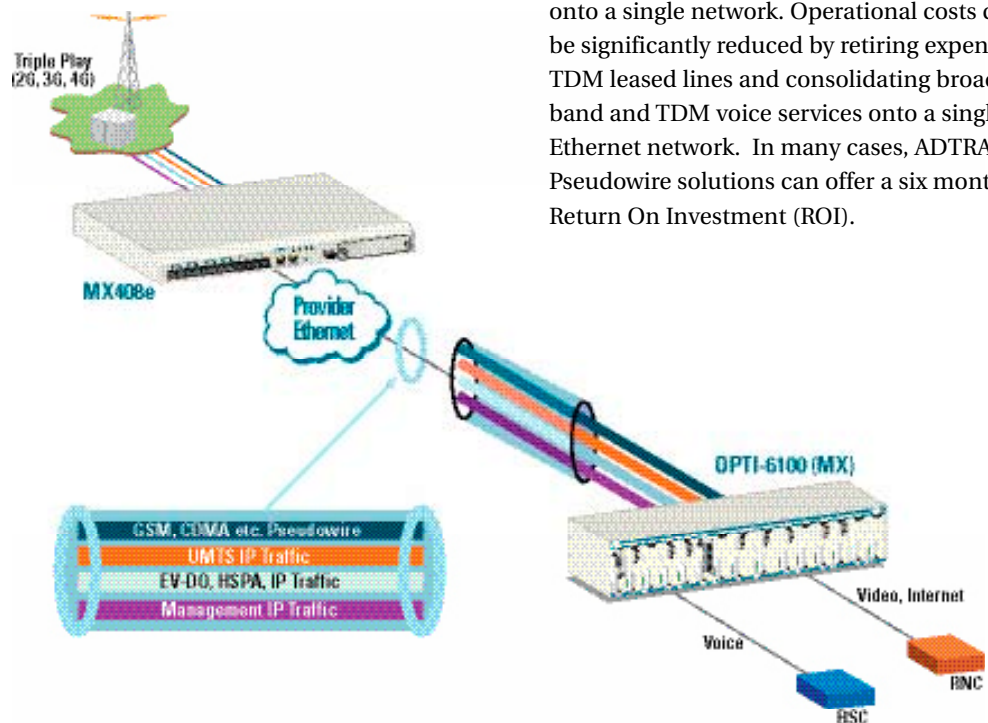 onto a single network. Operational costs c
be significantly reduced by retiring expen
TDM leased lines and consolidating broad
band and TDM voice services onto a singl
Ethernet network. In many cases, ADTRA
Pseudowire solutions can offer a six mont
Return On Investment (ROI).
Triple Play
(2G, 3G, 4G)
MX408e
Provider
Ethernet
OPTI-6100 (MX)
GSM, CDMA etc. Pseudowire
UMTS IP Traffic
EV-DO, HSPA, IP Traffic
Management IP Traffic
Video, Internet
Voice
RNC
BSC